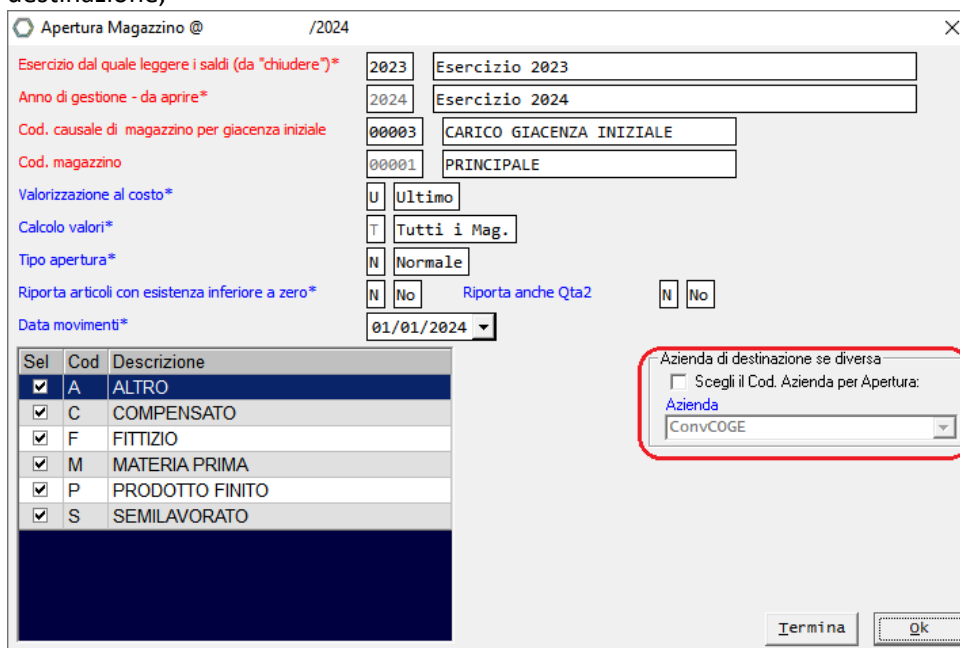 destinazione)
Apertura Magazzino @ /2024
Esercizio dal quale leggere i saldi (da "chiudere")* 2023 Esercizio 2023
Anno di gestione - da aprire* 2024 Esercizio 2024
Cod. causale di magazzino per giacenza iniziale 00003 CARICO GIACENZA INIZIALE
Cod. magazzino 00001 PRINCIPALE
Valorizzazione al costo* U Ultimo
Calcolo valori* T Tutti i Mag.
Tipo apertura* N Normale
Riporta articoli con esistenza inferiore a zero* N No Riporta anche Qta2 N No
Data movimenti* 01/01/2024
Sel Cod Descrizione
A ALTRO
C COMPENSATO
F FITTIZIO
M MATERIA PRIMA
P PRODOTTO FINITO
S SEMILAVORATO
Azienda di destinazione se diversa
Scegli il Cod. Azienda per Apertura:
Azienda
ConvCOGE
Termina Ok